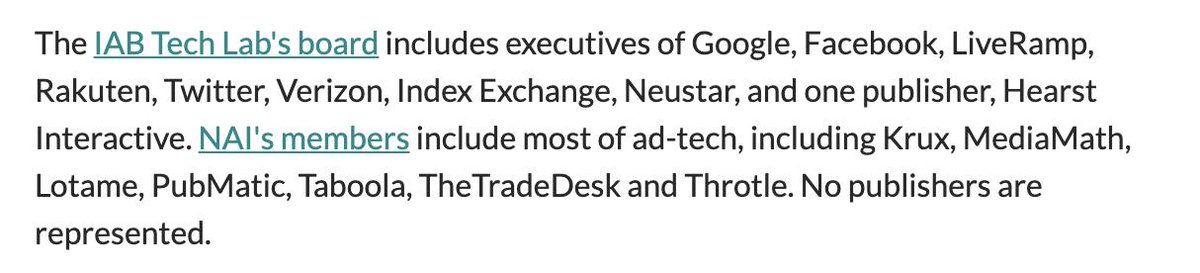 The IAB Tech Lab's board includes executives of Google, Facebook, LiveRamp,
Rakuten, Twitter, Verizon, Index Exchange, Neustar, and one publisher, Hearst
Interactive. NAI's members include most of ad-tech, including Krux, MediaMath,
Lotame, PubMatic, Taboola, TheTradeDesk and Throtle. No publishers are
represented.